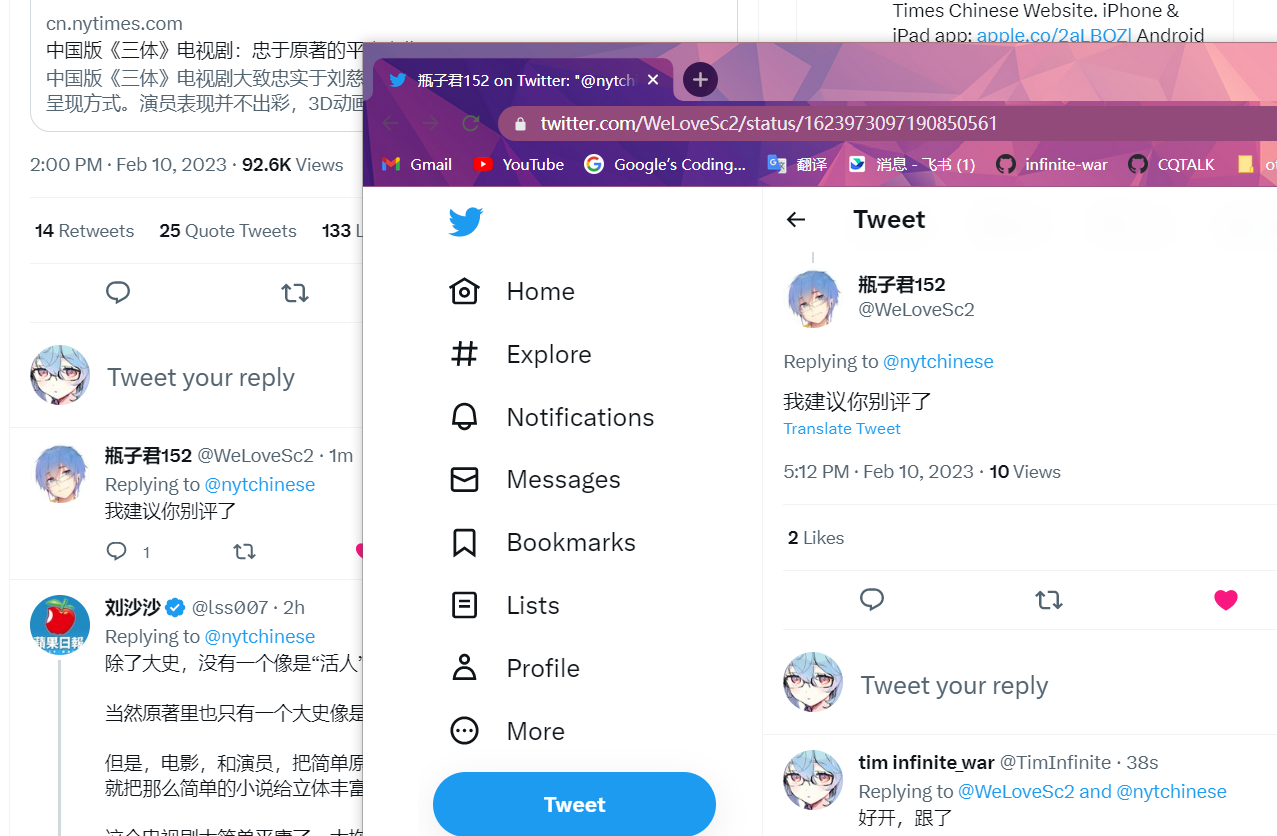 cn.nytimes.com
中国版《三体》电视剧：忠于原著的平
中国版《三体》电视剧大致忠实于刘慈
呈现方式。演员表现并不出彩，3D动画
2:00 PM · Feb 10, 2023 · 92.6K Views
14 Retweets 25 Quote Tweets 133
Tweet your reply
瓶子君152 @WeLoveSc2 · 1m
Replying to @nytchinese
我建议你别评了
1
刘沙沙 @lss007 · 2h
蘋果日報
Replying to @nytchinese
除了大史，没有一个像是“活人”
当然原著里也只有一个大史像是
但是，电影，和演员，把简单原
就把那么简单的小说给立体丰富
Times Chinese Website. iPhone &
iPad app: apple.co/2aLBOZl Android
瓶子君152 on Twitter: "@nytch
twitter.com/WeLoveSc2/status/1623973097190850561
Gmail YouTube Google's Coding... 翻译 消息 - 飞书 (1) infinite-war CQTALK
Home
Explore
Notifications
Messages
Bookmarks
Lists
Profile
More
Tweet
Tweet
瓶子君152
@WeLoveSc2
Replying to @nytchinese
我建议你别评了
Translate Tweet
5:12 PM · Feb 10, 2023 · 10 Views
2 Likes
Tweet your reply
tim infinite_war @TimInfinite · 38s
Replying to @WeLoveSc2 and @nytchinese
好开，跟了